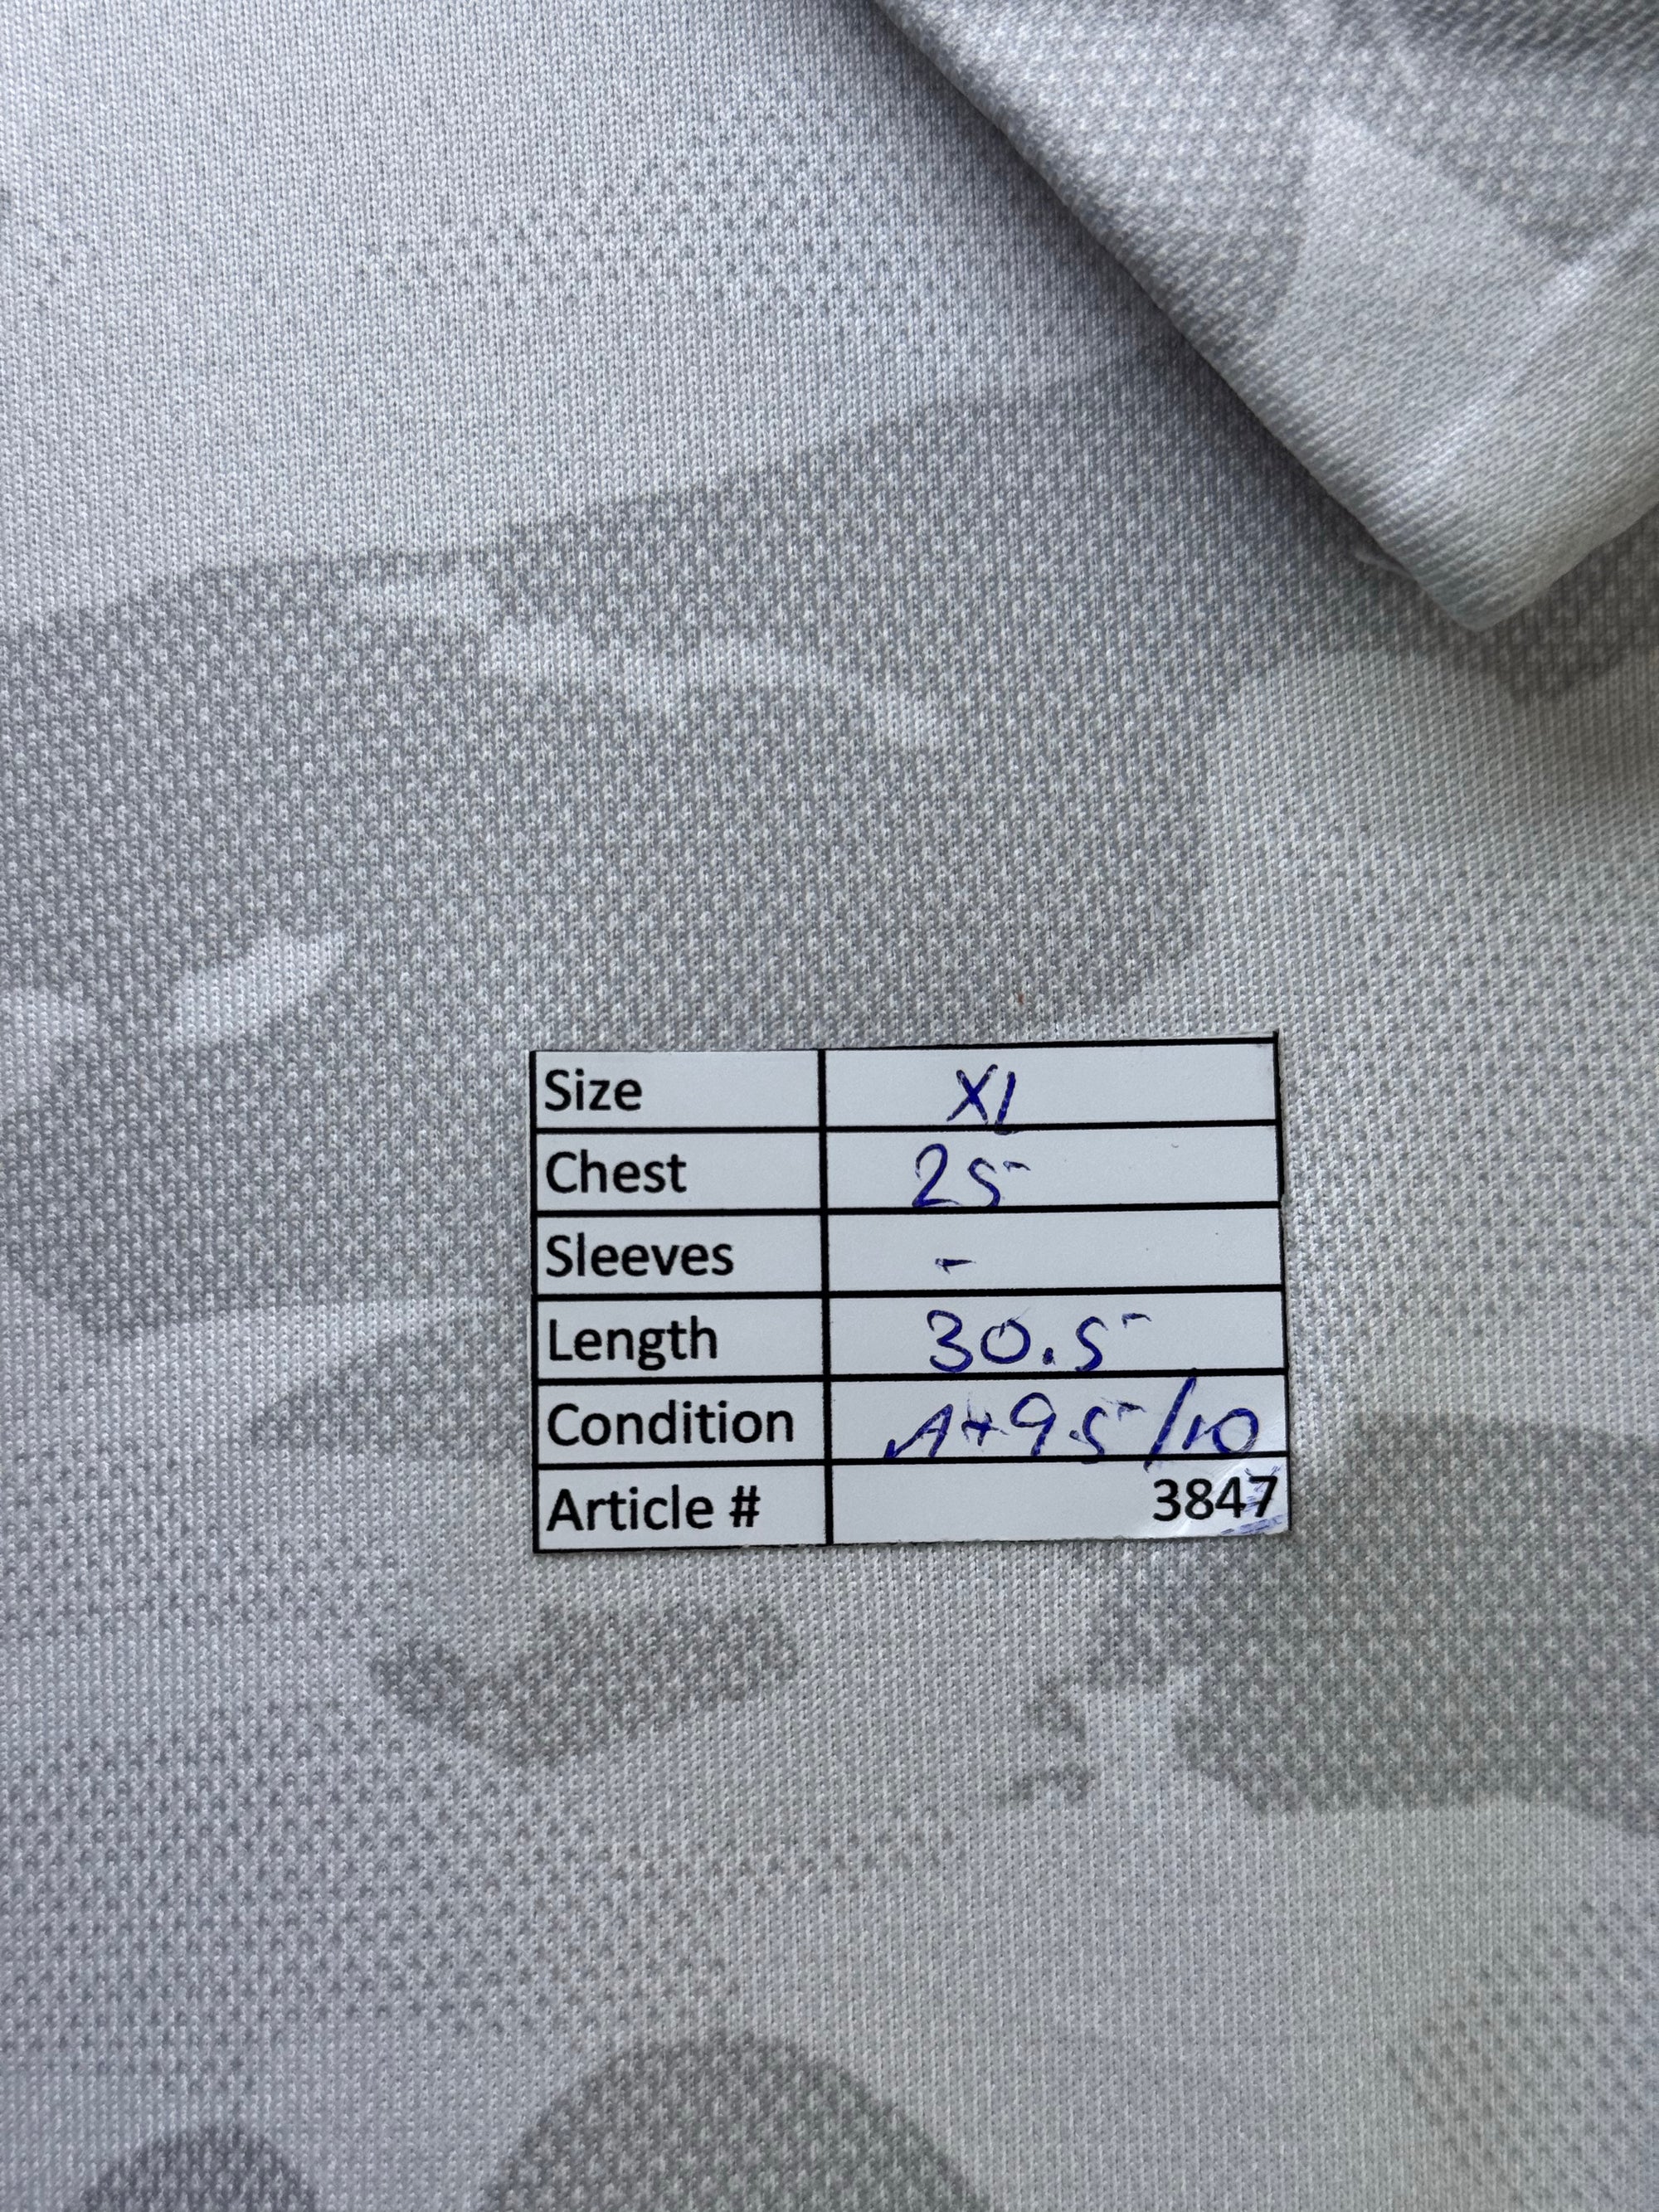 Size XL
Chest 25
Sleeves -
Length 30.5
Condition A+ 9.5/10
Article # 3847